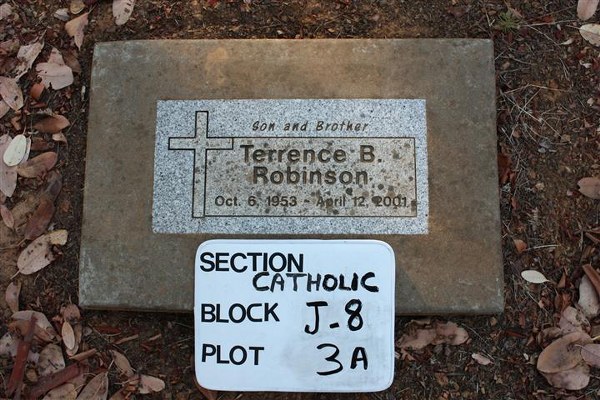 Son and Brother
Terrence B.
Robinson
Oct. 6, 1953 - April 12, 2001
SECTION CATHOLIC
BLOCK J-8
PLOT 3A